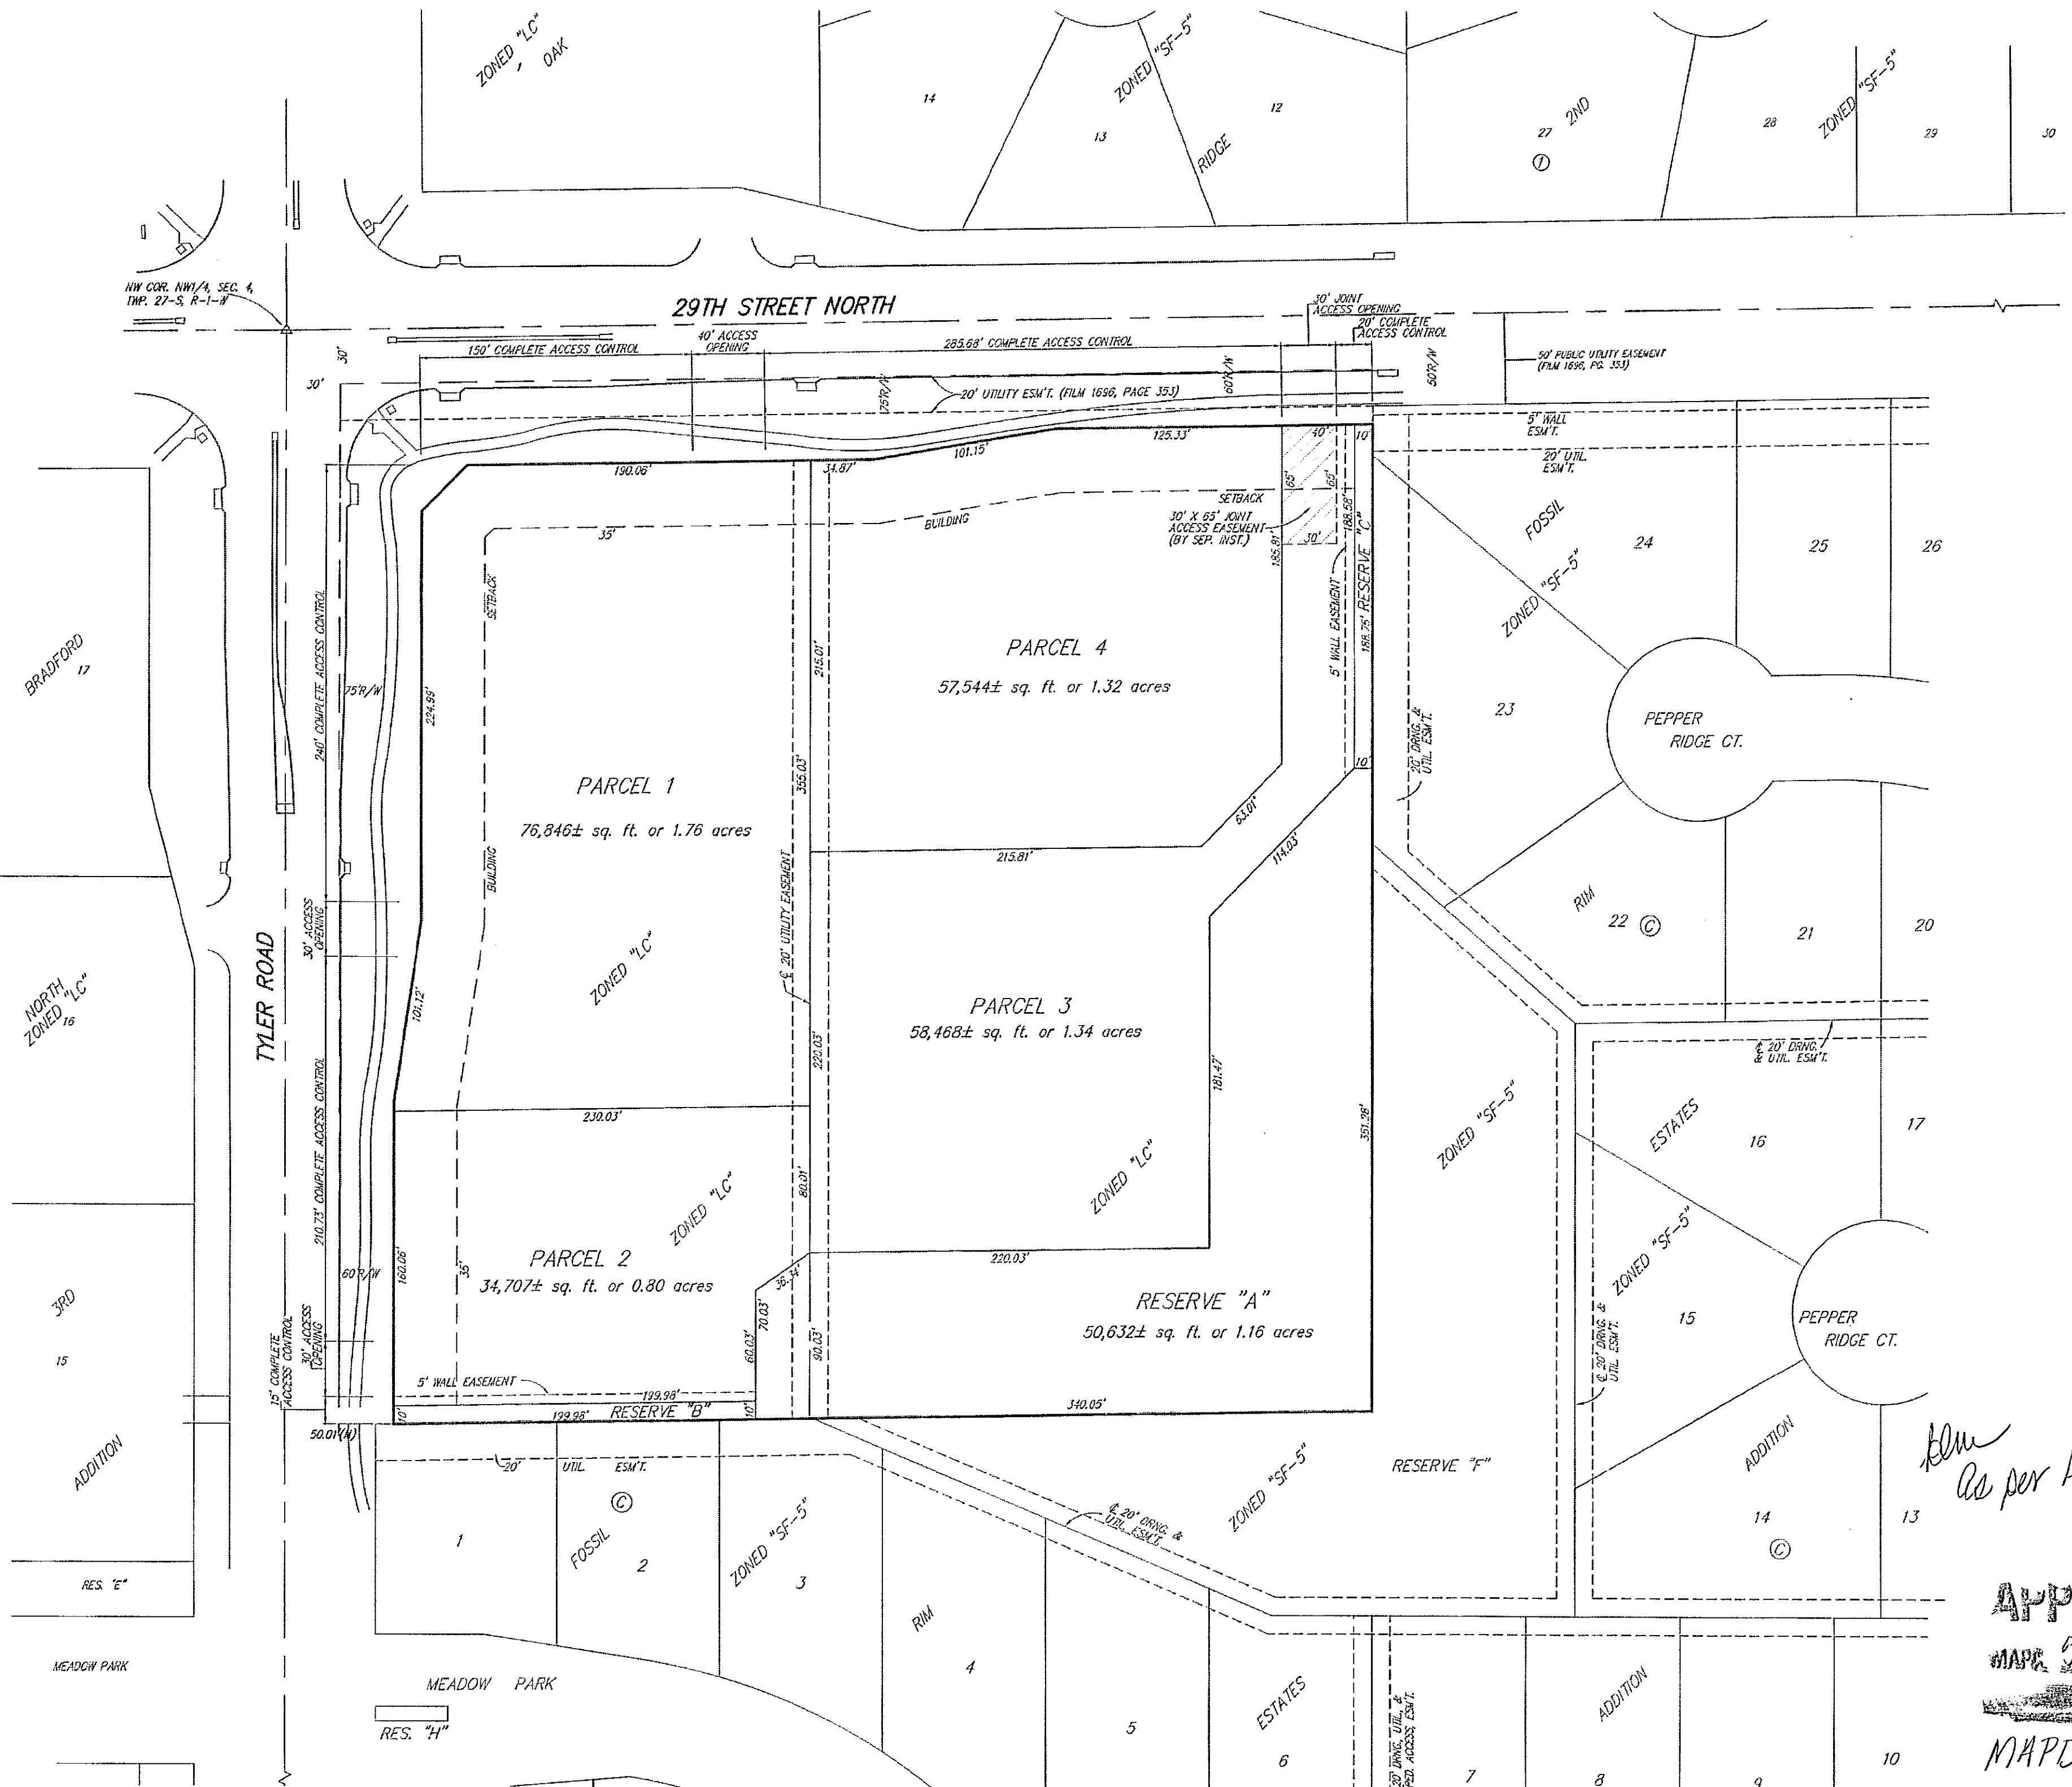 ZONED "LC"
, OAK
14
13
ZONED "SF-5"
RIDGE
12
27
2ND
①
28
ZONED "SF-5"
29
30
NW COR. NW1/4, SEC. 4,
TWP. 27-S, R-1-W
29TH STREET NORTH
30'
30'
150' COMPLETE ACCESS CONTROL
40' ACCESS
OPENING
285.68' COMPLETE ACCESS CONTROL
30' JOINT
ACCESS OPENING
20' COMPLETE
ACCESS CONTROL
75'R/W
20' UTILITY ESM'T. (FILM 1696, PAGE 353)
60'R/W
50'R/W
50' PUBLIC UTILITY EASEMENT
(FILM 1696, PG. 353)
5' WALL
ESM'T.
20' UTIL.
ESM'T.
190.06'
34.87'
101.15'
125.33'
40'
10'
35'
BUILDING
SETBACK
65'
65'
30'
30' X 65' JOINT
ACCESS EASEMENT
(BY SEP. INST.)
185.81'
188.58'
5' WALL EASEMENT
188.75' RESERVE "C"
10'
SETBACK
BUILDING
240' COMPLETE ACCESS CONTROL
75'R/W
224.99'
BRADFORD
17
PARCEL 1
76,846± sq. ft. or 1.76 acres
ZONED "LC"
215.01'
355.03'
℄ 20' UTILITY EASEMENT
220.03'
PARCEL 4
57,544± sq. ft. or 1.32 acres
215.81'
63.01'
114.03'
FOSSIL
24
25
26
ZONED "SF-5"
23
PEPPER
RIDGE CT.
20' DRNG. &
UTIL. ESM'T.
RIM
22 Ⓒ
21
20
PARCEL 3
58,468± sq. ft. or 1.34 acres
181.47'
ZONED "LC"
220.03'
351.28'
TYLER ROAD
30' ACCESS
OPENING
101.12'
NORTH
ZONED "LC"
16
210.73' COMPLETE ACCESS CONTROL
230.03'
80.01'
ZONED "LC"
PARCEL 2
34,707± sq. ft. or 0.80 acres
160.06'
35'
60'R/W
36.34'
70.03'
60.03'
90.03'
3RD
15
30' ACCESS
OPENING
15' COMPLETE
ACCESS CONTROL
5' WALL EASEMENT
199.98'
10'
199.98'
RESERVE "B"
10'
50.01'(M)
RESERVE "A"
50,632± sq. ft. or 1.16 acres
340.05'
ZONED "SF-5"
℄ 20' DRNG.
& UTIL. ESM'T.
ESTATES
16
17
ZONED "SF-5"
15
℄ 20' DRNG. &
UTIL. ESM'T.
PEPPER
RIDGE CT.
ADDITION
14
Ⓒ
13
ADDITION
20' UTIL. ESM'T.
Ⓒ
1
FOSSIL
2
ZONED "SF-5"
3
RIM
4
5
ESTATES
6
℄ 20' DRNG. &
UTIL. ESM'T.
ZONED "SF-5"
RESERVE "F"
as per
RES. "E"
MEADOW PARK
MEADOW PARK
RES. "H"
20' DRNG., UTIL., &
PED. ACCESS, ESM'T.
7
ADDITION
8
9
10
APP
MAPC
MAPD